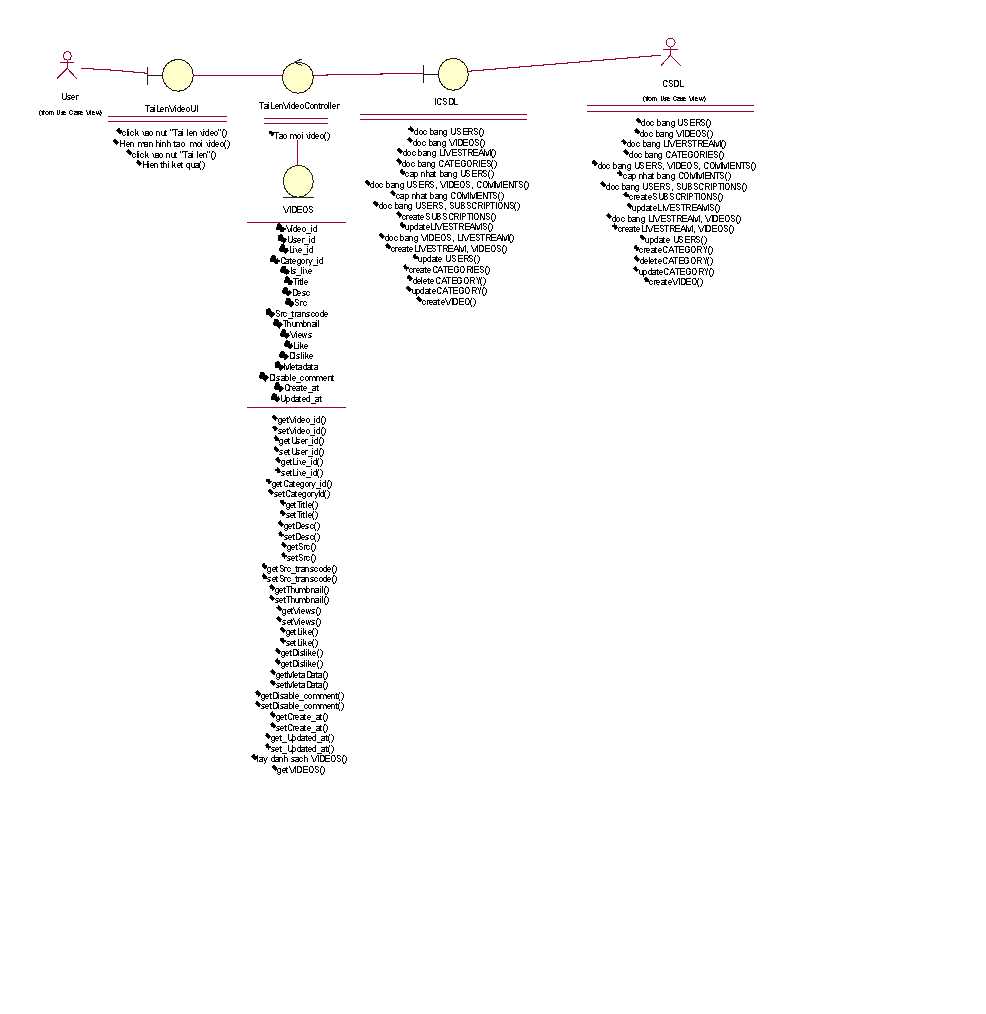 User
(from Use Case View)
TaiLenVideoUI
click vao nut "Tai len video"()
Hien man hinh tao moi video()
click vao nut "Tai len"()
Hien thi ket qua()
TaiLenVideoController
Tao moi video()
VIDEOS
Video_id
User_id
Live_id
Category_id
Is_live
Title
Desc
Src
Src_transcode
Thumbnail
Views
Like
Dislike
Metadata
Disable_comment
Create_at
Updated_at
getVideo_id()
setVideo_id()
getUser_id()
setUser_id()
getLive_id()
setLive_id()
getCategory_id()
setCategoryId()
getTitle()
setTitle()
getDesc()
setDesc()
getSrc()
setSrc()
getSrc_transcode()
setSrc_transcode()
getThumbnail()
setThumbnail()
getViews()
setViews()
getLike()
setLike()
getDislike()
getDislike()
getMetaData()
setMetaData()
getDisable_comment()
setDisable_comment()
getCreate_at()
setCreate_at()
get_Updated_at()
set_Updated_at()
lay danh sach VIDEOS()
getVIDEOS()
ICSDL
doc bang USERS()
doc bang VIDEOS()
doc bang LIVESTREAM()
doc bang CATEGORIES()
cap nhat bang USERS()
doc bang USERS, VIDEOS, COMMENTS()
cap nhat bang COMMENTS()
doc bang USERS, SUBSCRIPTIONS()
createSUBSCRIPTIONS()
updateLIVESTREAMS()
doc bang VIDEOS, LIVESTREAM()
createLIVESTREAM, VIDEOS()
update USERS()
createCATEGORIES()
deleteCATEGORY()
updateCATEGORY()
createVIDEO()
CSDL
(from Use Case View)
doc bang USERS()
doc bang VIDEOS()
doc bang LIVERSTREAM()
doc bang CATEGORIES()
doc bang USERS, VIDEOS, COMMENTS()
cap nhat bang COMMENTS()
doc bang USERS, SUBSCRIPTIONS()
createSUBSCRIPTIONS()
updateLIVESTREAMS()
doc bang LIVESTREAM, VIDEOS()
createLIVESTREAM, VIDEOS()
update USERS()
createCATEGORY()
deleteCATEGORY()
updateCATEGORY()
createVIDEO()